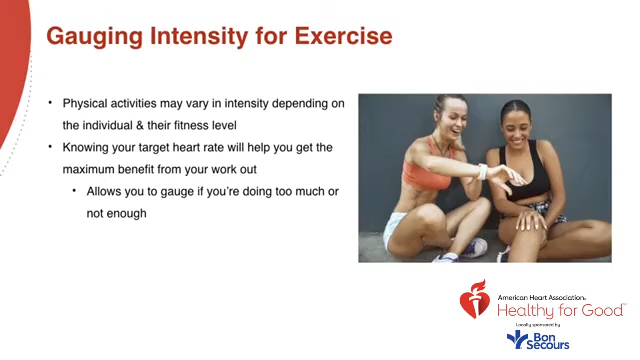 Gauging Intensity for Exercise
• Physical activities may vary in intensity depending on
the individual & their fitness level
• Knowing your target heart rate will help you get the
maximum benefit from your work out
• Allows you to gauge if you're doing too much or
not enough
American Heart Association®
Healthy for Good™
Locally sponsored by
Bon
Secours